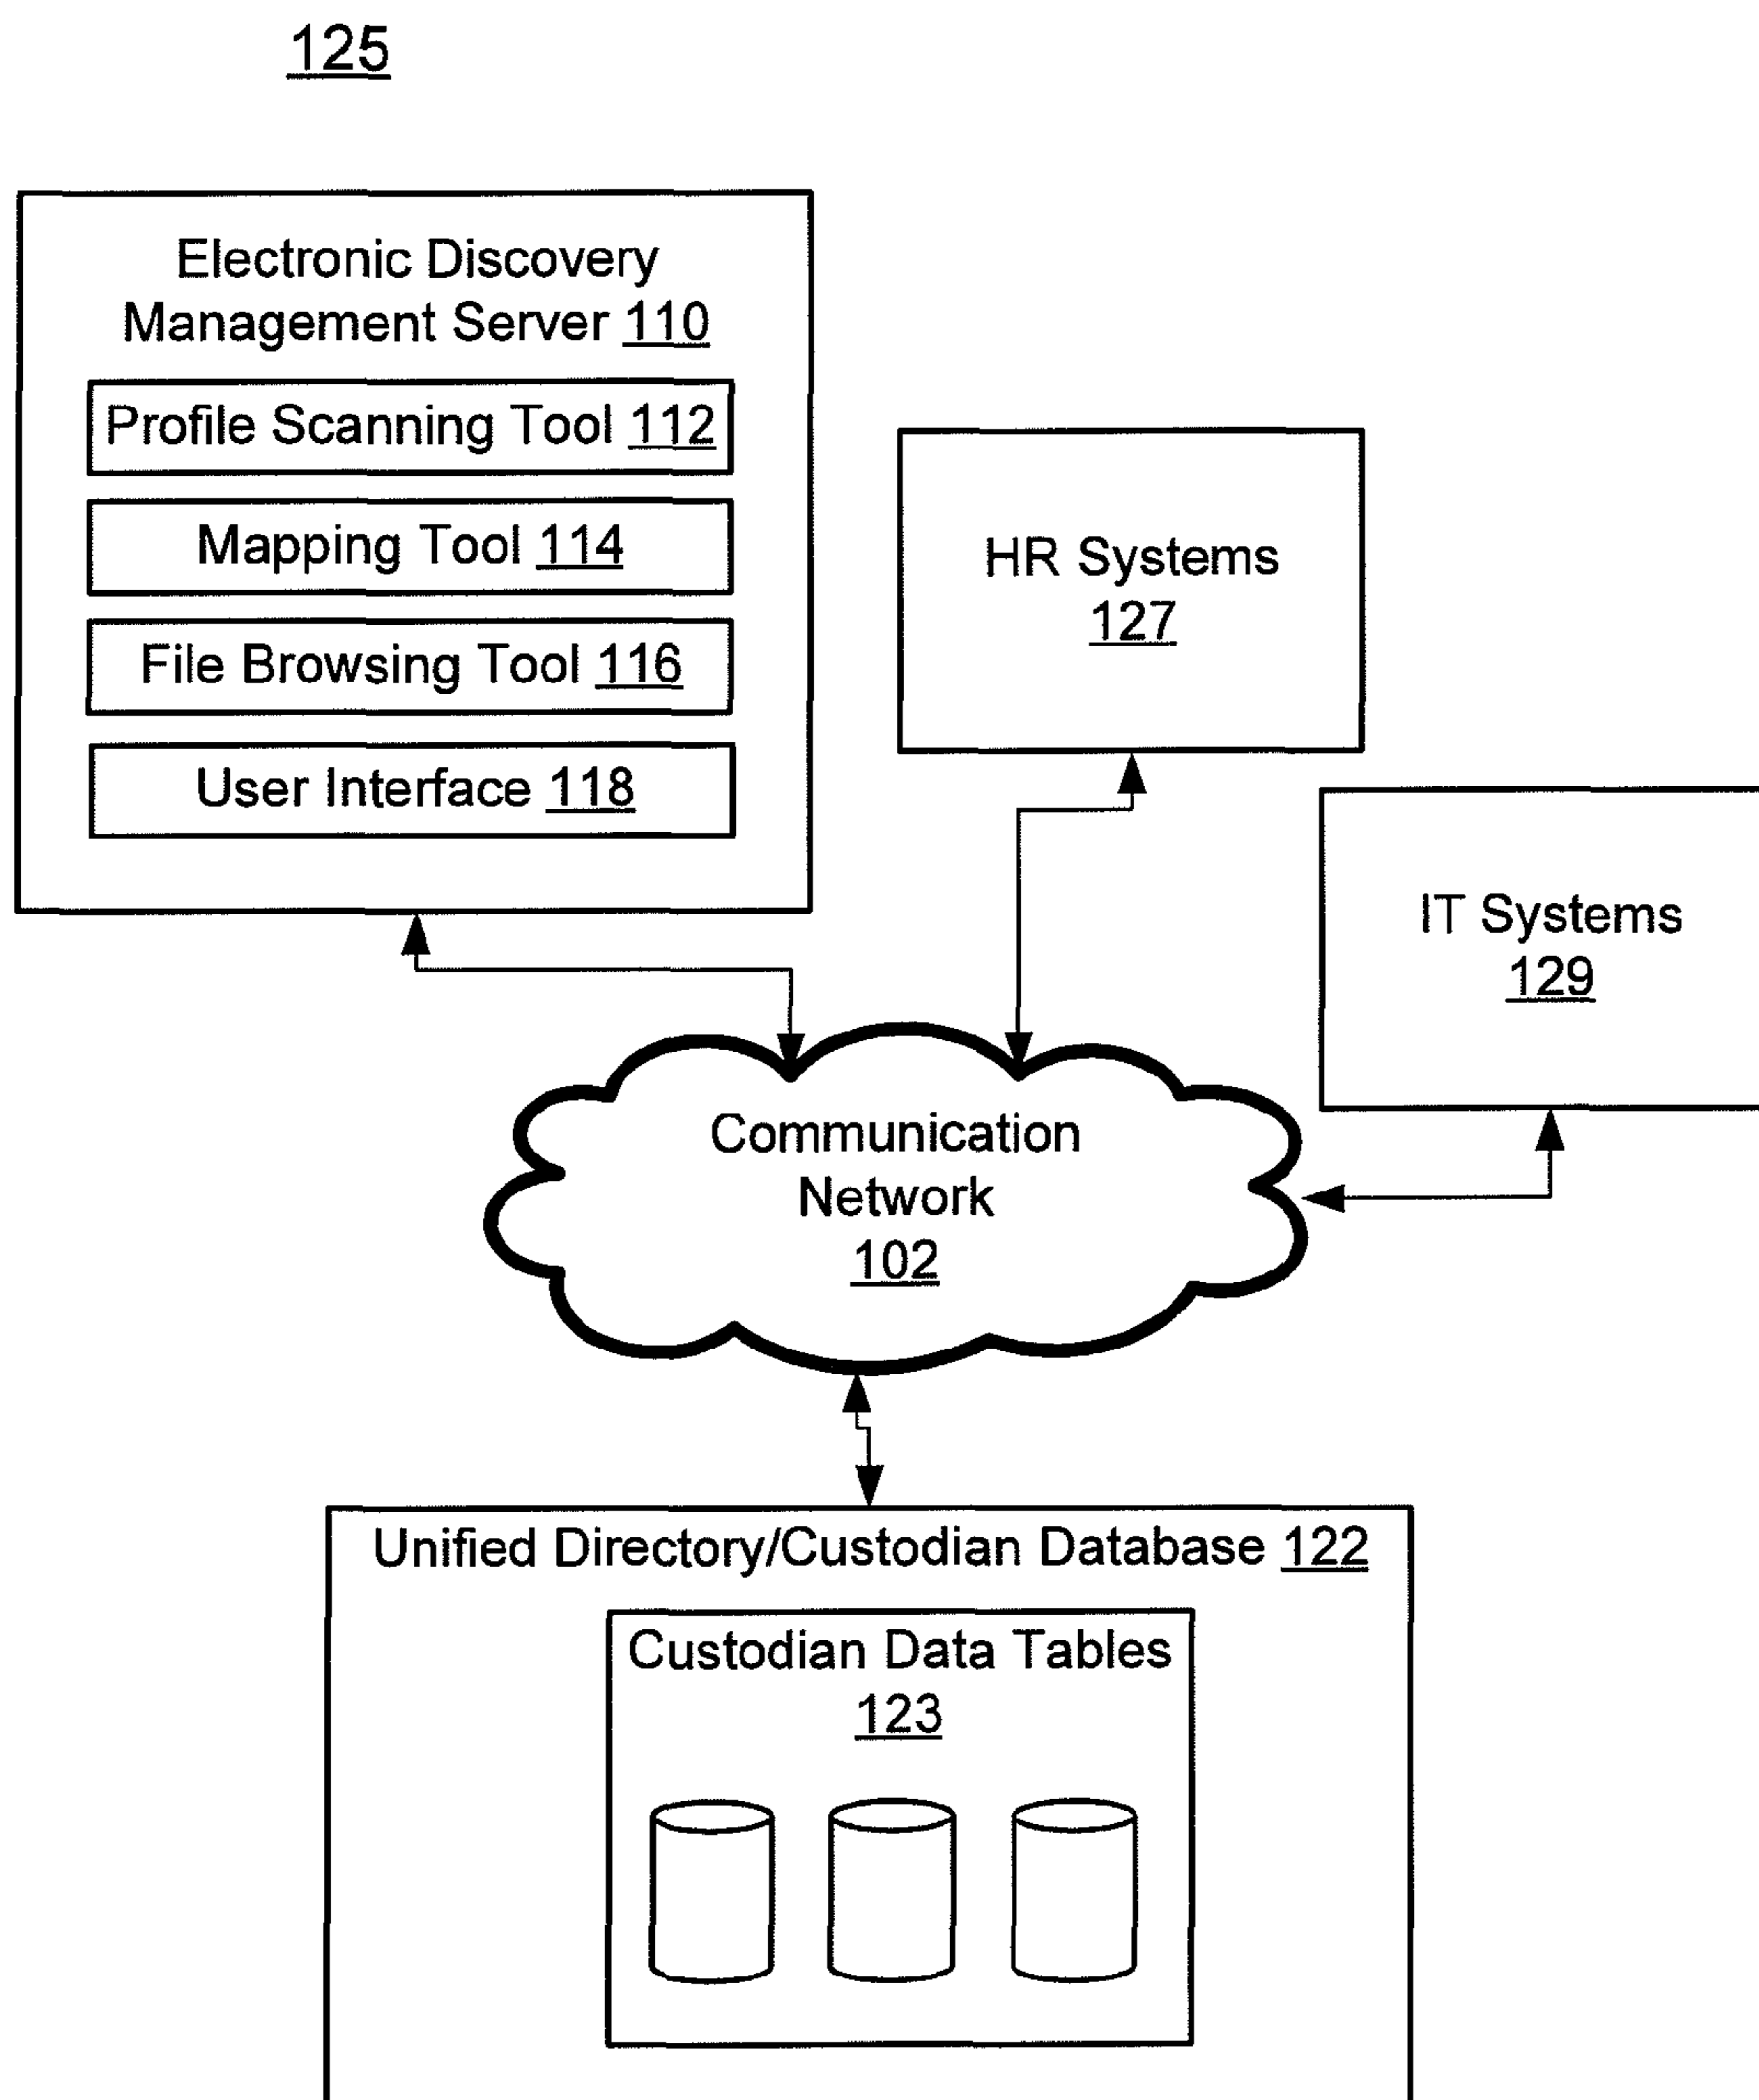 125
Electronic Discovery
Management Server 110
Profile Scanning Tool 112
Mapping Tool 114
File Browsing Tool 116
User Interface 118
HR Systems
127
IT Systems
129
Communication
Network
102
Unified Directory/Custodian Database 122
Custodian Data Tables
123